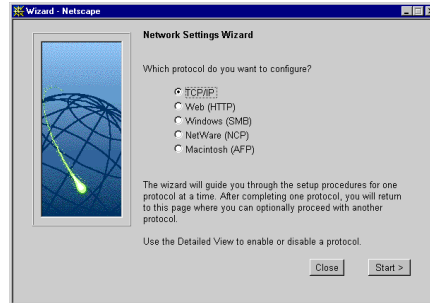 Wizard - Netscape
Network Settings Wizard
Which protocol do you want to configure?
TCP/IP
Web (HTTP)
Windows (SMB)
NetWare (NCP)
Macintosh (AFP)
The wizard will guide you through the setup procedures for one
protocol at a time. After completing one protocol, you will return
to this page where you can optionally proceed with another
protocol.
Use the Detailed View to enable or disable a protocol.
Close
Start >